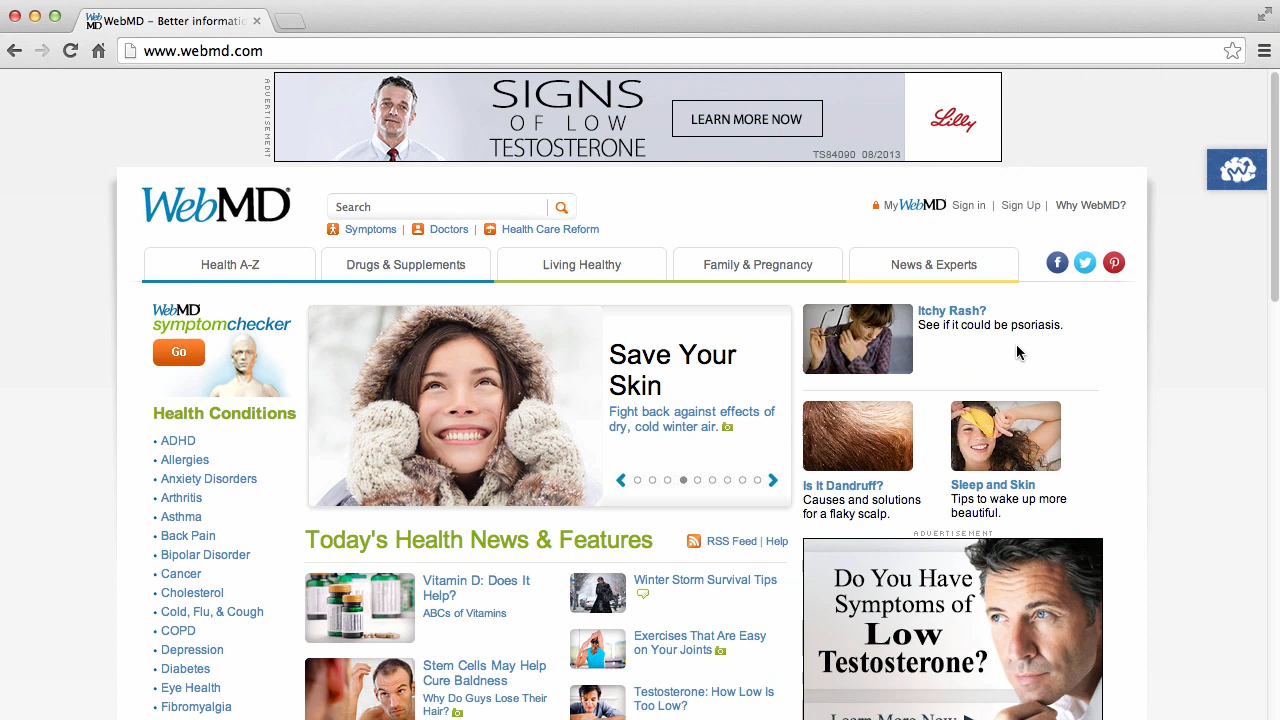 WebMD – Better informatio
www.webmd.com
ADVERTISEMENT
SIGNS
OF LOW
TESTOSTERONE
LEARN MORE NOW
Lilly
TS84090 08/2013
WebMD
Search
My WebMD Sign in | Sign Up | Why WebMD?
Symptoms | Doctors | Health Care Reform
Health A-Z
Drugs & Supplements
Living Healthy
Family & Pregnancy
News & Experts
WebMD
symptomchecker
Go
Health Conditions
• ADHD
• Allergies
• Anxiety Disorders
• Arthritis
• Asthma
• Back Pain
• Bipolar Disorder
• Cancer
• Cholesterol
• Cold, Flu, & Cough
• COPD
• Depression
• Diabetes
• Eye Health
• Fibromyalgia
Save Your
Skin
Fight back against effects of
dry, cold winter air.
Itchy Rash?
See if it could be psoriasis.
Is It Dandruff?
Causes and solutions
for a flaky scalp.
Sleep and Skin
Tips to wake up more
beautiful.
Today's Health News & Features
RSS Feed | Help
Vitamin D: Does It
Help?
ABCs of Vitamins
Stem Cells May Help
Cure Baldness
Why Do Guys Lose Their
Hair?
Winter Storm Survival Tips
Exercises That Are Easy
on Your Joints
Testosterone: How Low Is
Too Low?
ADVERTISEMENT
Do You Have
Symptoms of
Low
Testosterone?
Learn More Now